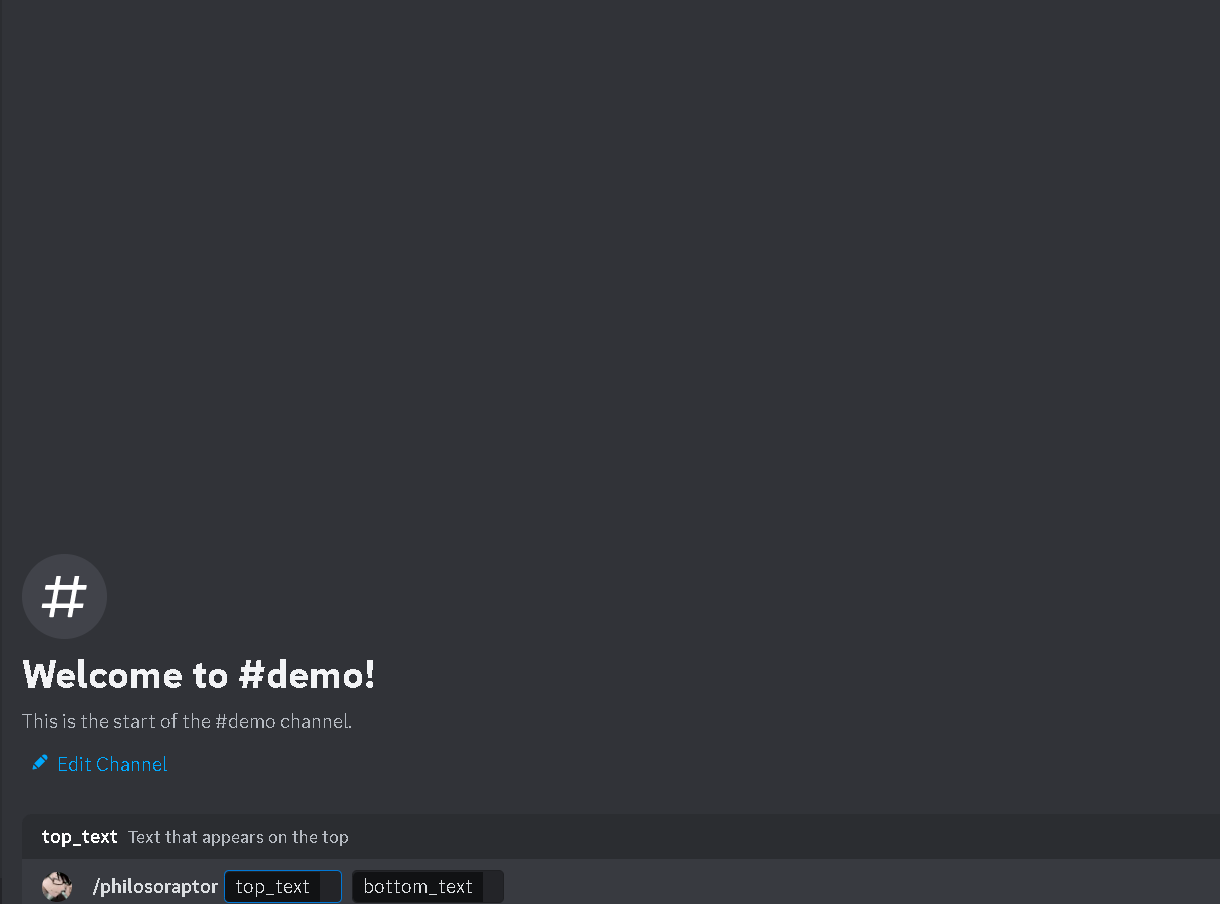 #
Welcome to #demo!
This is the start of the #demo channel.
Edit Channel
top_text Text that appears on the top
/philosoraptor top_text bottom_text